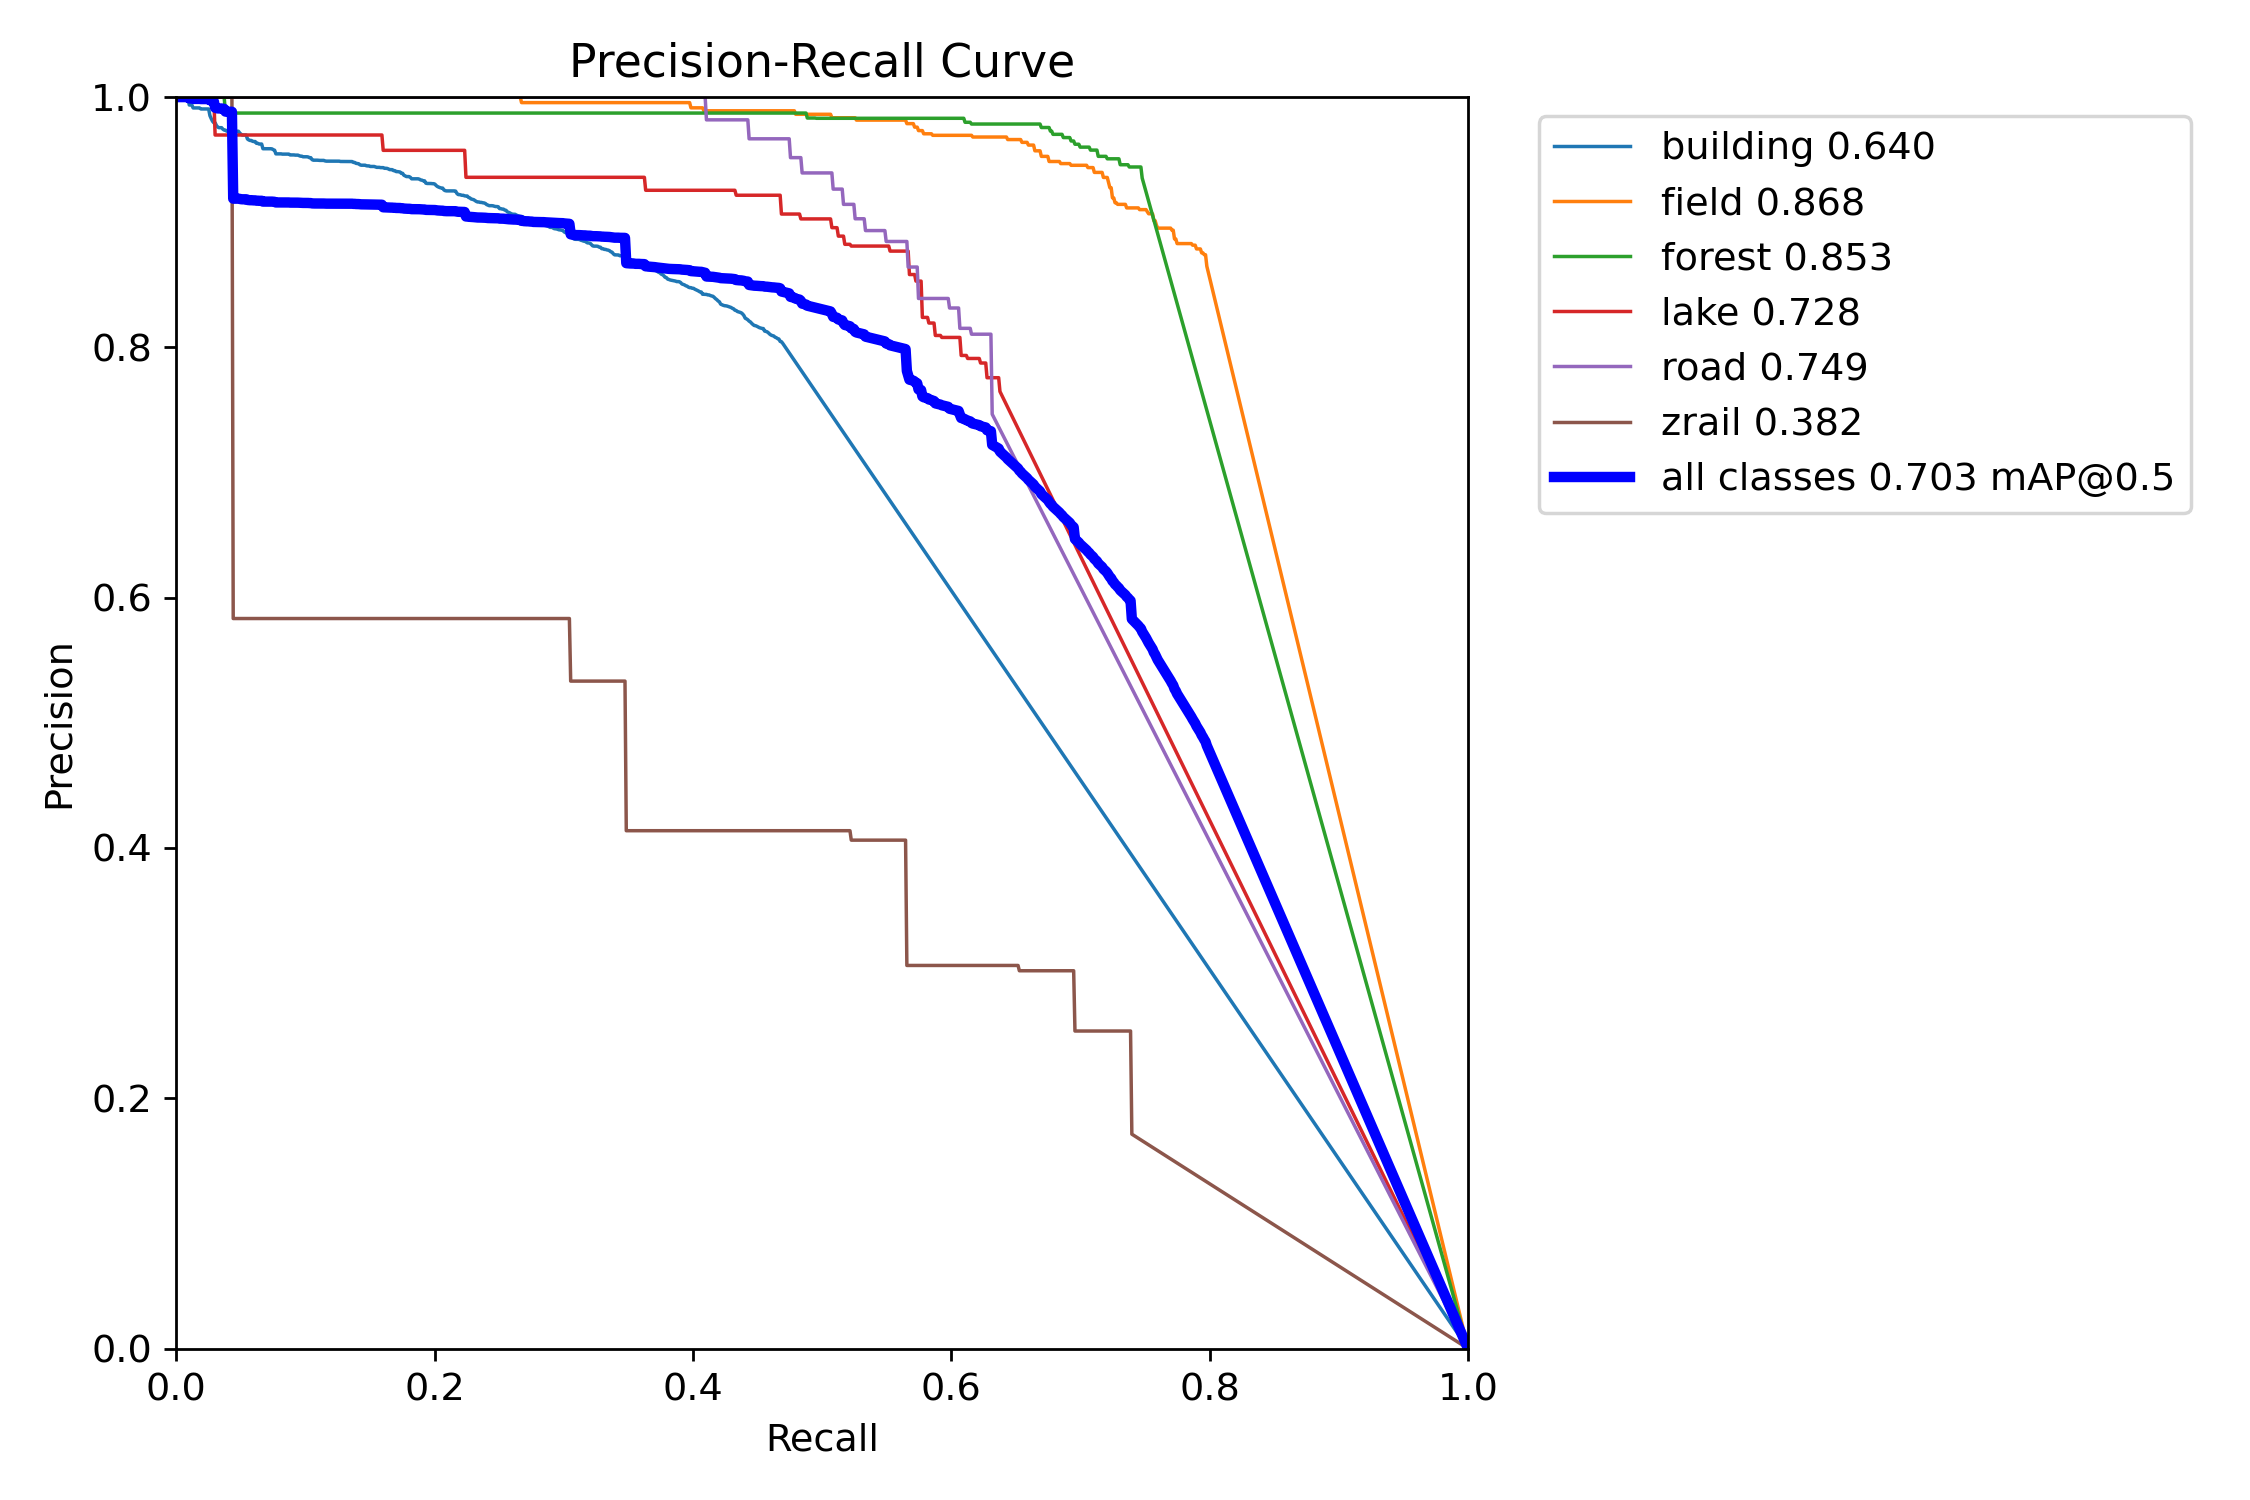 Precision-Recall Curve
1.0
0.8
0.6
0.4
0.2
0.0
Precision
0.0 0.2 0.4 0.6 0.8 1.0
Recall
building 0.640
field 0.868
forest 0.853
lake 0.728
road 0.749
zrail 0.382
all classes 0.703 mAP@0.5